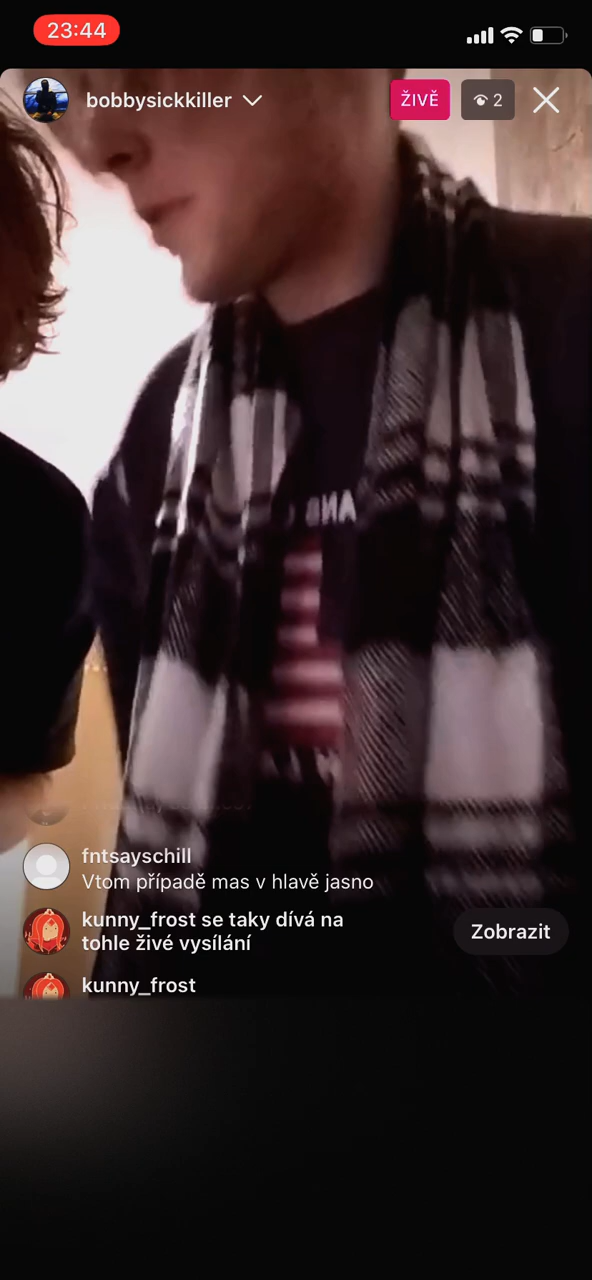 23:44
bobbysickkiller
ŽIVĚ
2
fntsayschill
Vtom případě mas v hlavě jasno
kunny_frost se taky dívá na
tohle živé vysílání
Zobrazit
kunny_frost